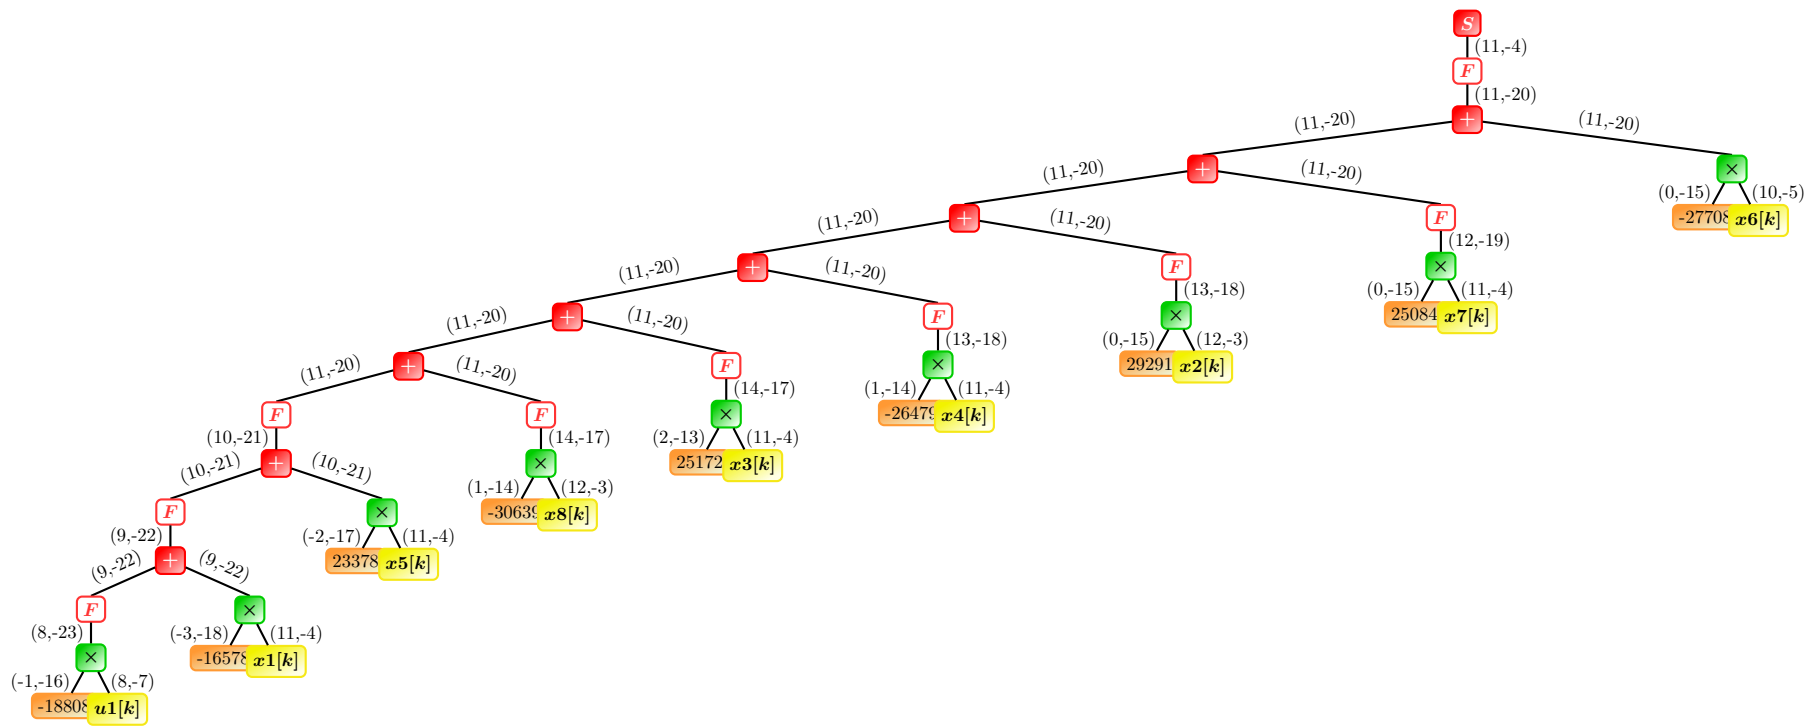 S
(11,-4)
F
(11,-20)
+
(11,-20) (11,-20)
+ ×
(11,-20) (11,-20) (0,-15) (10,-5)
+ F -27708 x6[k]
(11,-20) (11,-20) (12,-19)
+ F ×
(11,-20) (11,-20) (13,-18) (0,-15) (11,-4)
+ F × 25084 x7[k]
(11,-20) (11,-20) (13,-18) (0,-15) (12,-3)
+ F × 29291 x2[k]
(11,-20) (11,-20) (14,-17) (1,-14) (11,-4)
F F × -26479 x4[k]
(10,-21) (14,-17) (2,-13) (11,-4)
+ × 25172 x3[k]
(10,-21) (10,-21) (1,-14) (12,-3)
F × -30639 x8[k]
(9,-22) (-2,-17) (11,-4)
+ 23378 x5[k]
(9,-22) (9,-22)
F ×
(8,-23) (-3,-18) (11,-4)
× -16578 x1[k]
(-1,-16) (8,-7)
-18808 u1[k]